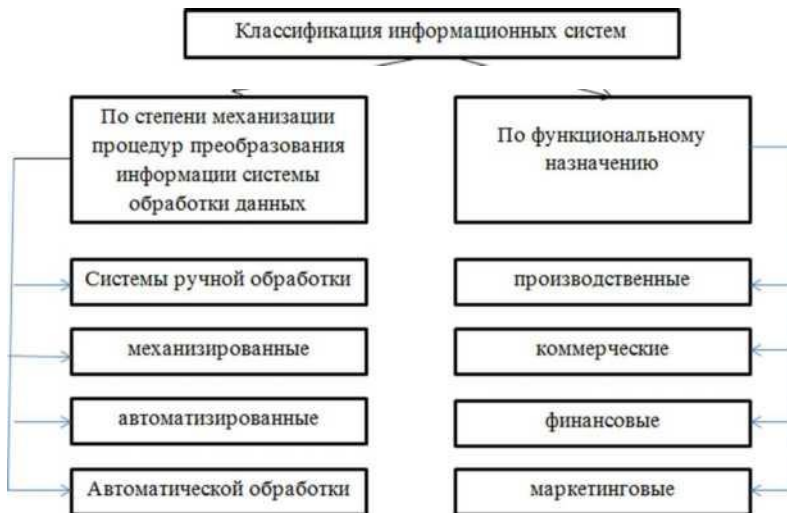 Классификация информационных систем
По степени механизации
процедур преобразования
информации системы
обработки данных
По функциональному
назначению
Системы ручной обработки
производственные
механизированные
коммерческие
автоматизированные
финансовые
Автоматической обработки
маркетинговые